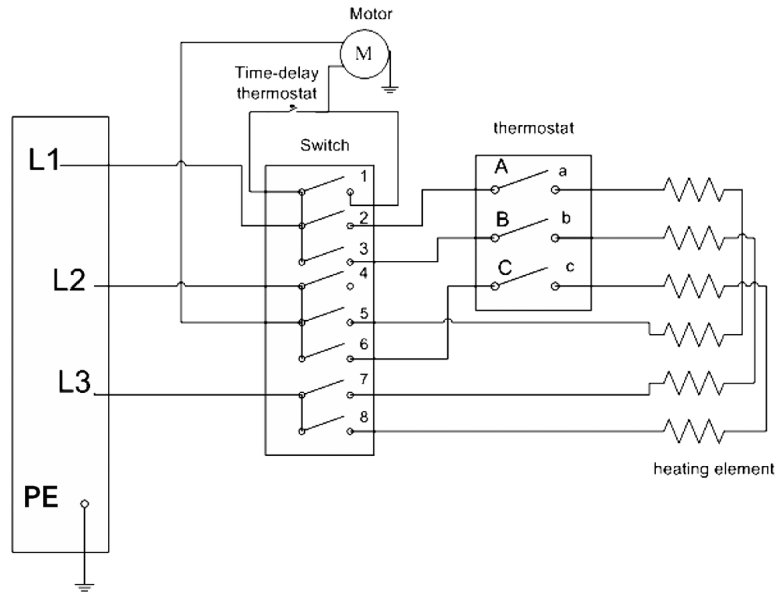 Motor
M
Time-delay
thermostat
Switch
thermostat
L1
1
2
3
4
5
6
7
8
A a
B b
C c
L2
L3
PE
heating element